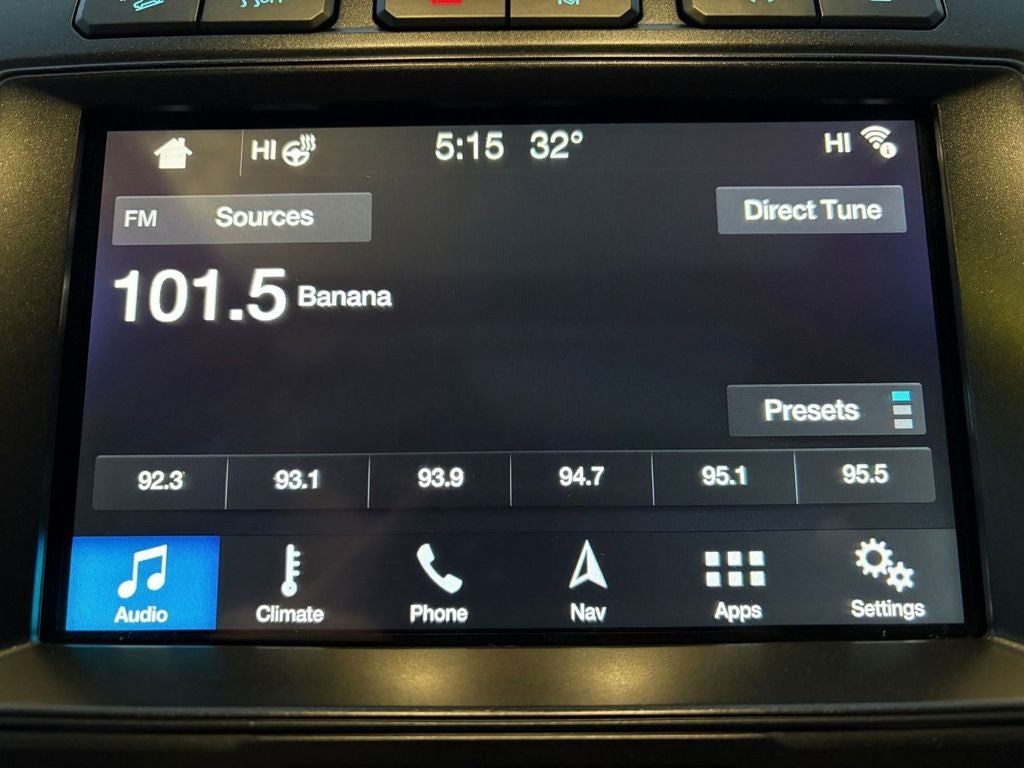 HI 5:15 32° HI
FM Sources Direct Tune
101.5 Banana
Presets
92.3 93.1 93.9 94.7 95.1 95.5
Audio Climate Phone Nav Apps Settings